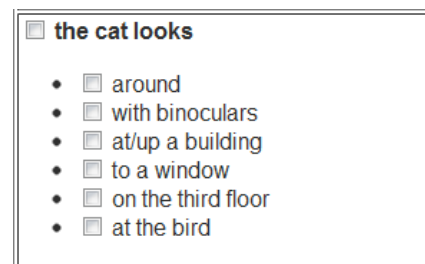 the cat looks
around
with binoculars
at/up a building
to a window
on the third floor
at the bird